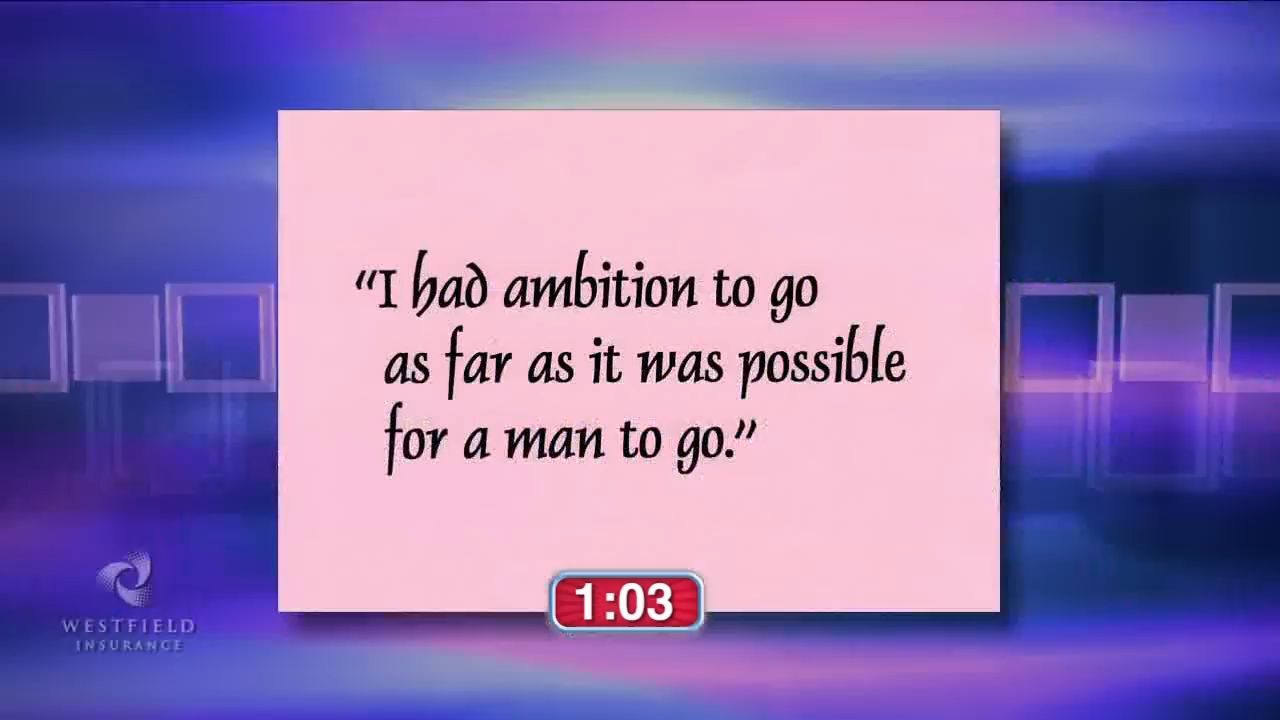 “I had ambition to go
as far as it was possible
for a man to go.”
1:03
WESTFIELD
INSURANCE